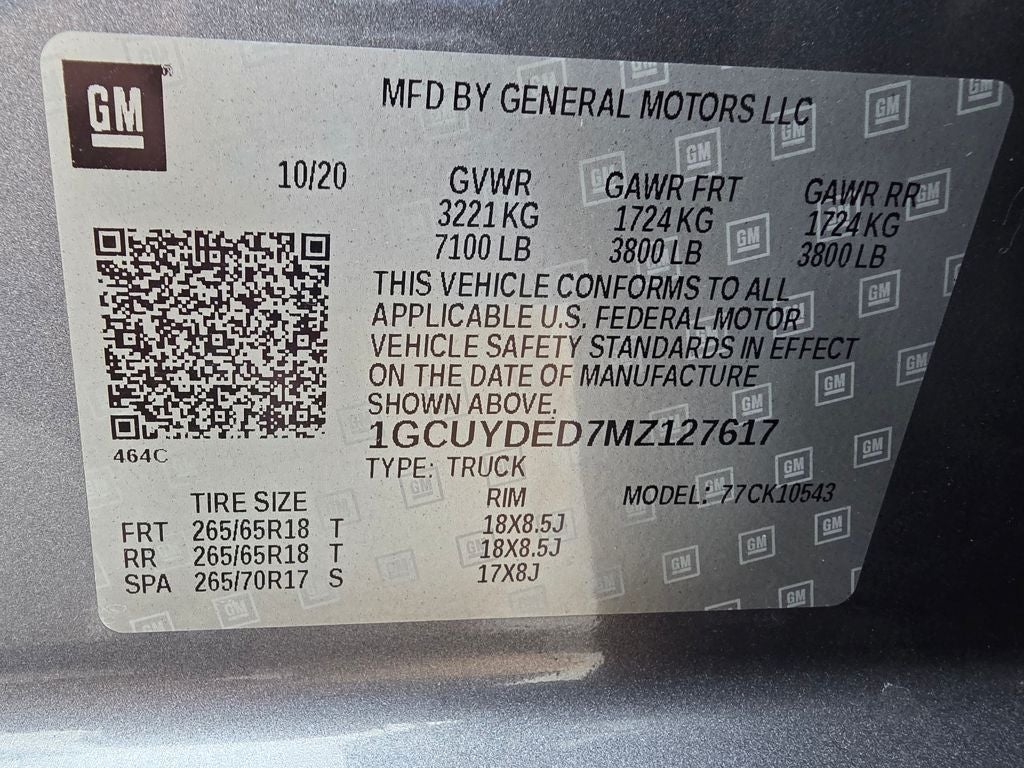 GM
MFD BY GENERAL MOTORS LLC
10/20 GVWR GAWR FRT GAWR RR
3221 KG 1724 KG 1724 KG
7100 LB 3800 LB 3800 LB
THIS VEHICLE CONFORMS TO ALL
APPLICABLE U.S. FEDERAL MOTOR
VEHICLE SAFETY STANDARDS IN EFFECT
ON THE DATE OF MANUFACTURE
SHOWN ABOVE.
1GCUYDED7MZ127617
464C
TYPE: TRUCK
TIRE SIZE RIM MODEL: 77CK10543
FRT 265/65R18 T 18X8.5J
RR 265/65R18 T 18X8.5J
SPA 265/70R17 S 17X8J